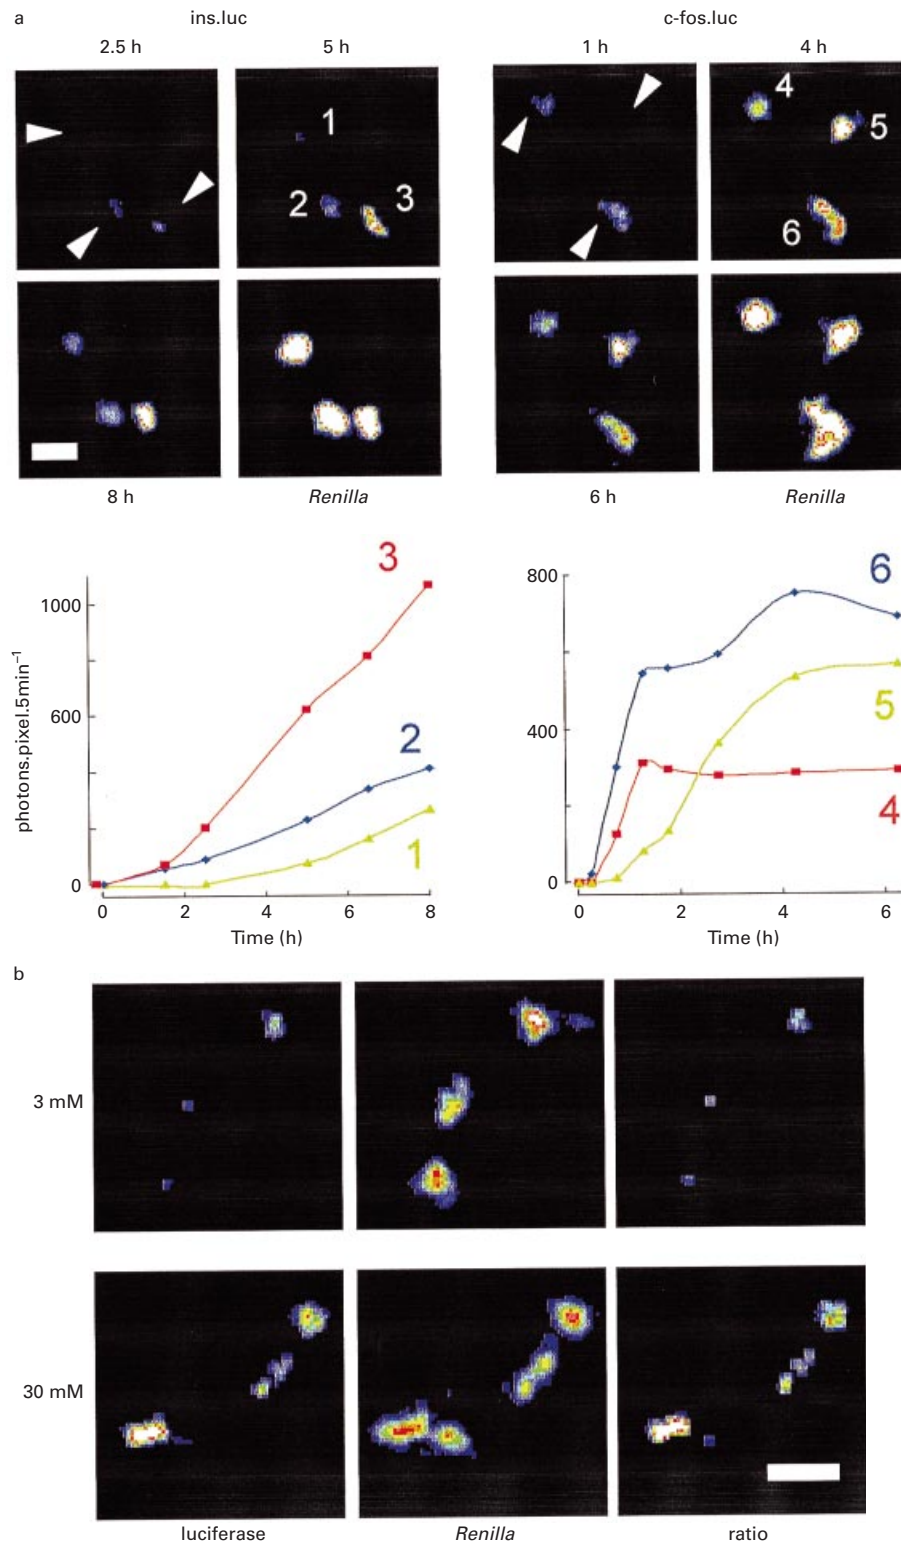 a
ins.luc
c-fos.luc
2.5 h
5 h
1 h
4 h
1
2
3
4
5
6
8 h
Renilla
6 h
Renilla
photons.pixel.5min⁻¹
1000
600
0
0 2 4 6 8
Time (h)
3
2
1
800
400
0
0 2 4 6
Time (h)
6
5
4
b
3 mM
30 mM
luciferase
Renilla
ratio